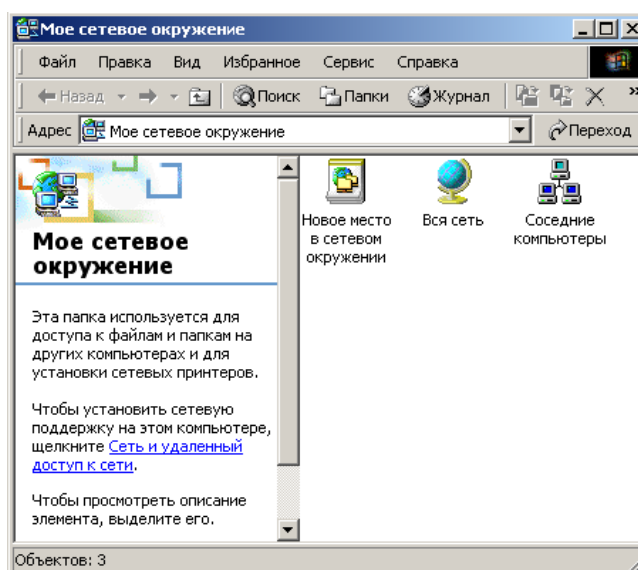 Мое сетевое окружение
Файл Правка Вид Избранное Сервис Справка
Назад Поиск Папки Журнал »
Адрес Мое сетевое окружение Переход
Мое сетевое
окружение
Эта папка используется для
доступа к файлам и папкам на
других компьютерах и для
установки сетевых принтеров.
Чтобы установить сетевую
поддержку на этом компьютере,
щелкните Сеть и удаленный
доступ к сети.
Чтобы просмотреть описание
элемента, выделите его.
Новое место
в сетевом
окружении
Вся сеть
Соседние
компьютеры
Объектов: 3